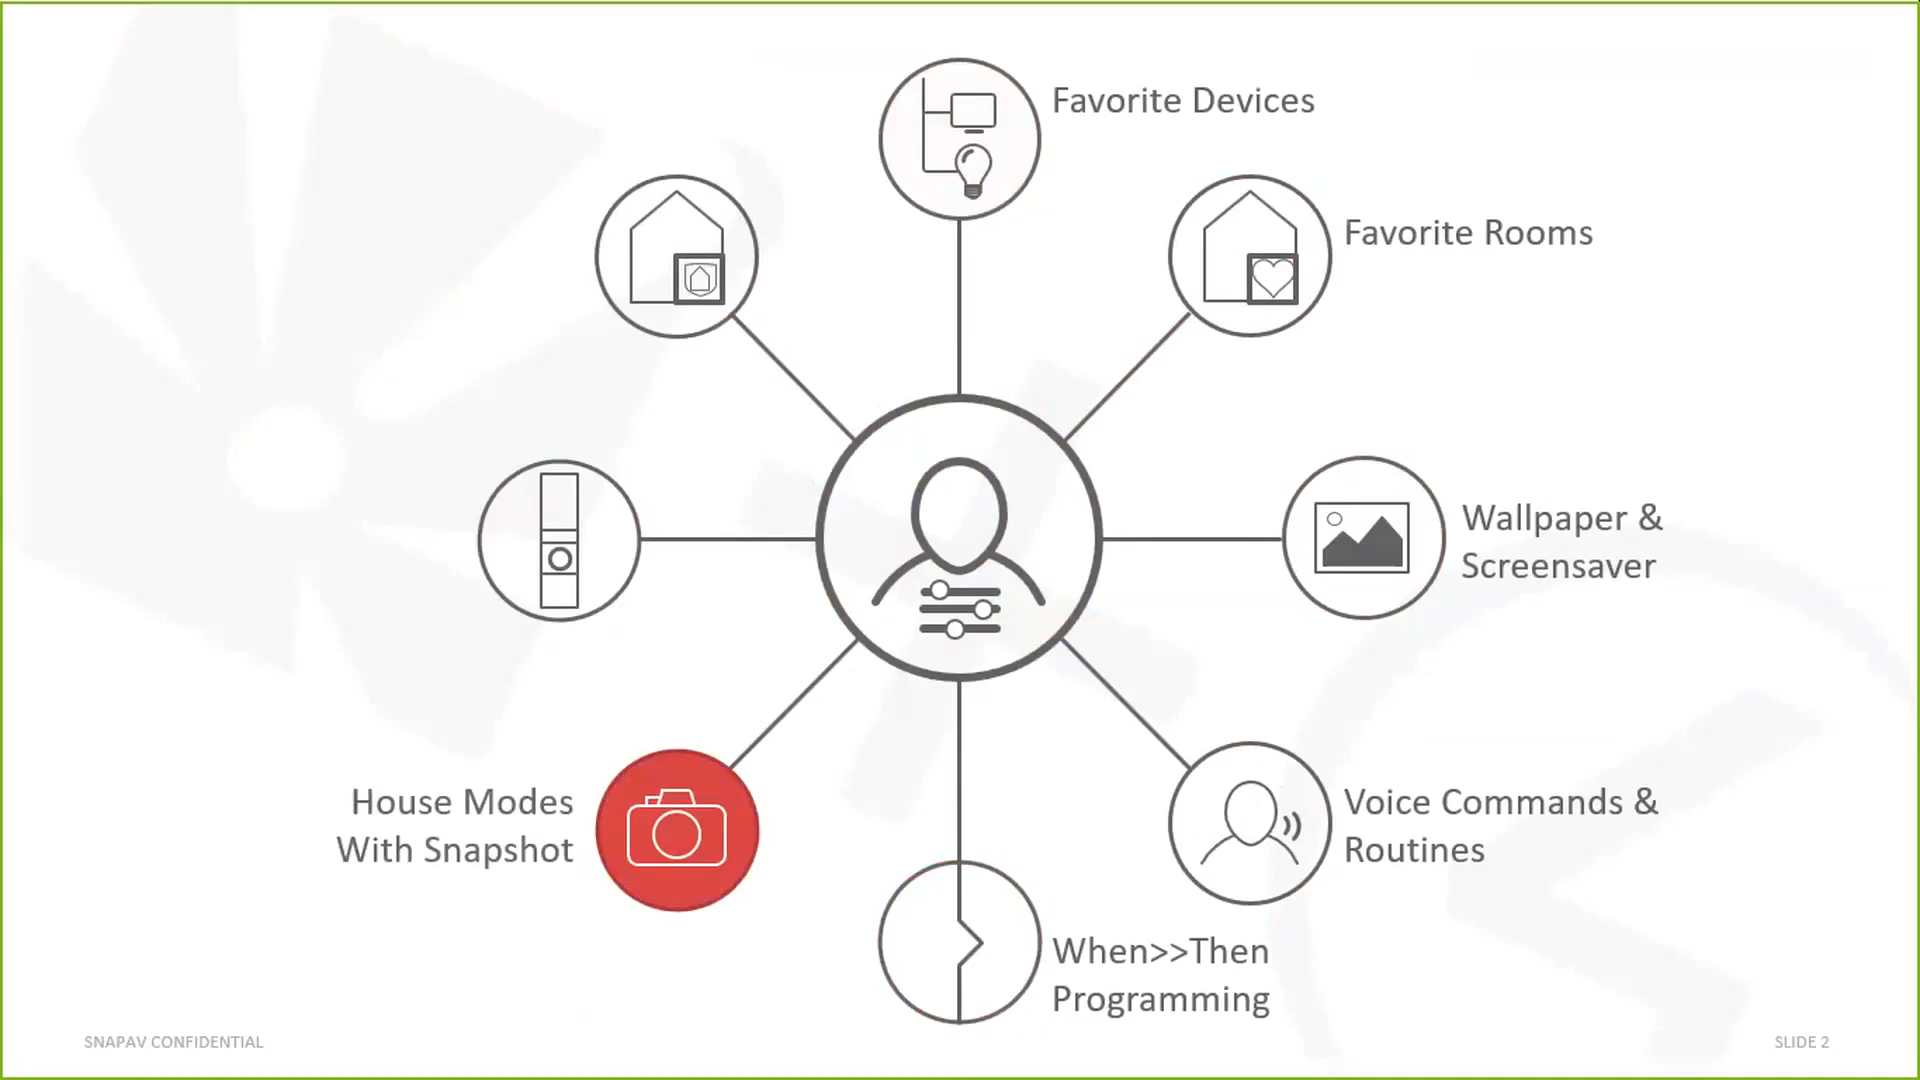 Favorite Devices
Favorite Rooms
Wallpaper &
Screensaver
Voice Commands &
Routines
House Modes
With Snapshot
When>>Then
Programming
SNAPAV CONFIDENTIAL
SLIDE 2